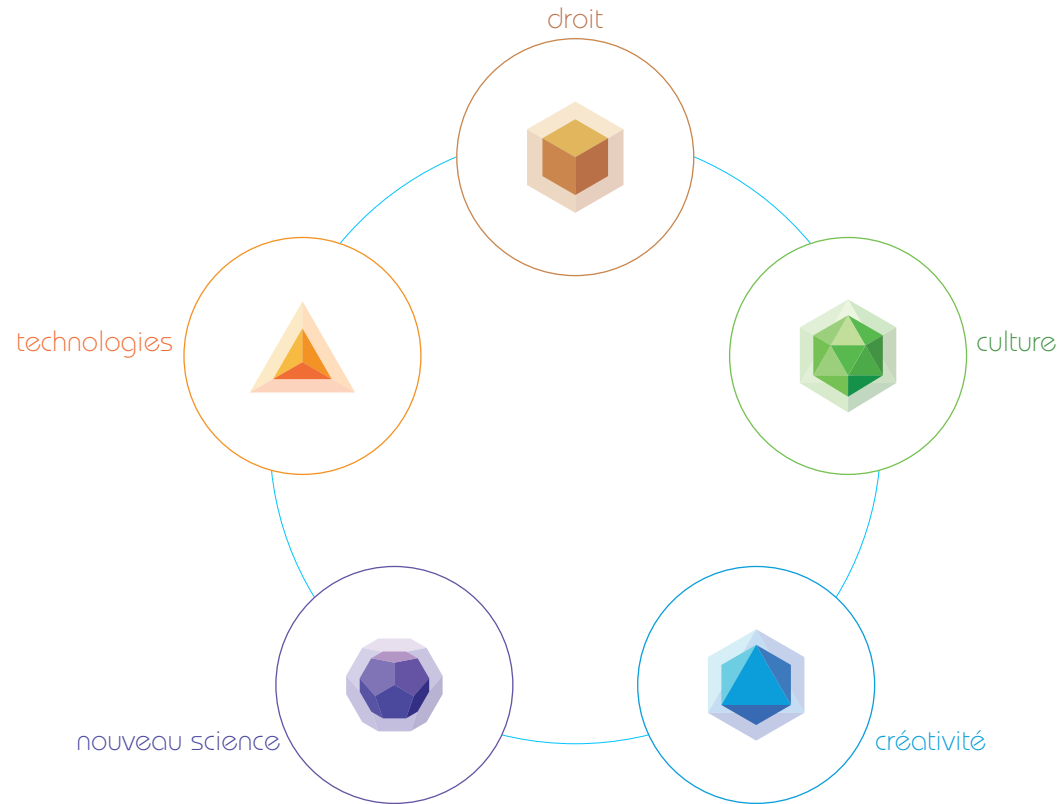 droit
technologies
culture
nouveau science
créativité